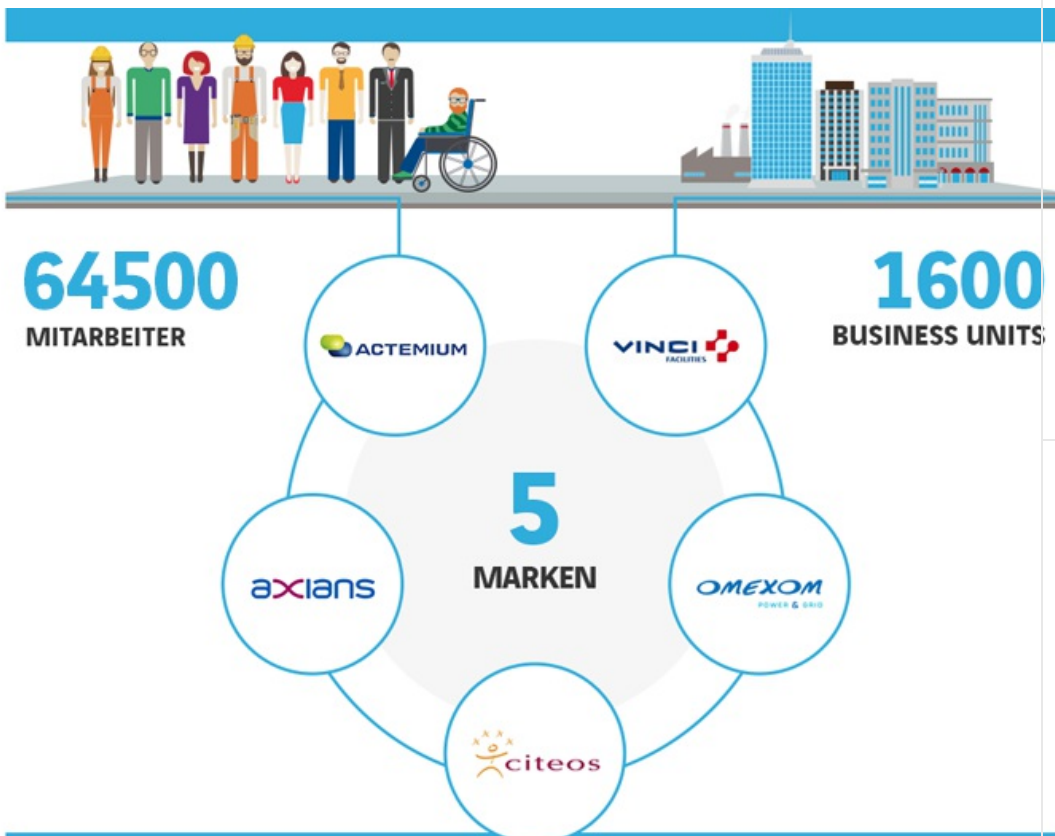 64500
MITARBEITER
1600
BUSINESS UNITS
ACTEMIUM
VINCI
FACILITIES
5
MARKEN
axians
OMEXOM
POWER & GRID
citeos